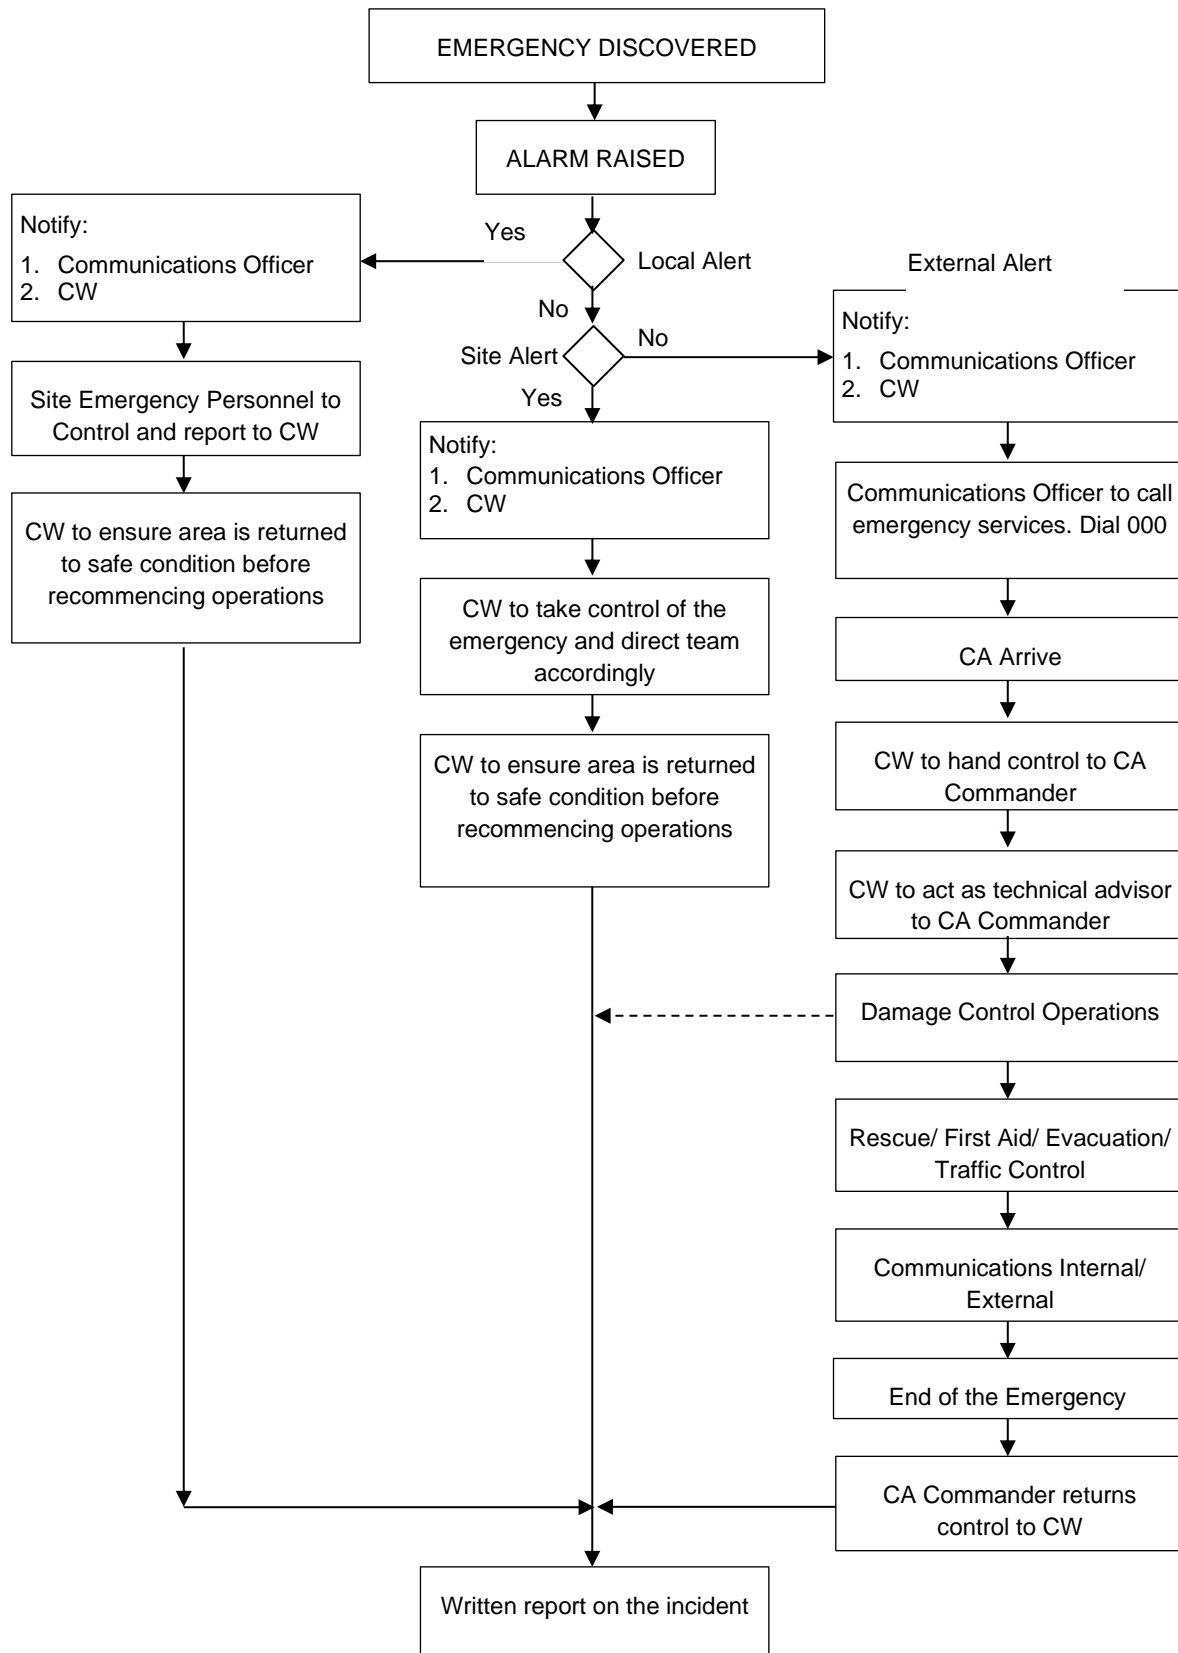 EMERGENCY DISCOVERED
ALARM RAISED
Yes
Local Alert
No
Notify:
1. Communications Officer
2. CW
Site Emergency Personnel to
Control and report to CW
CW to ensure area is returned
to safe condition before
recommencing operations
Site Alert
No
Yes
Notify:
1. Communications Officer
2. CW
CW to take control of the
emergency and direct team
accordingly
CW to ensure area is returned
to safe condition before
recommencing operations
External Alert
Notify:
1. Communications Officer
2. CW
Communications Officer to call
emergency services. Dial 000
CA Arrive
CW to hand control to CA
Commander
CW to act as technical advisor
to CA Commander
Damage Control Operations
Rescue/ First Aid/ Evacuation/
Traffic Control
Communications Internal/
External
End of the Emergency
CA Commander returns
control to CW
Written report on the incident